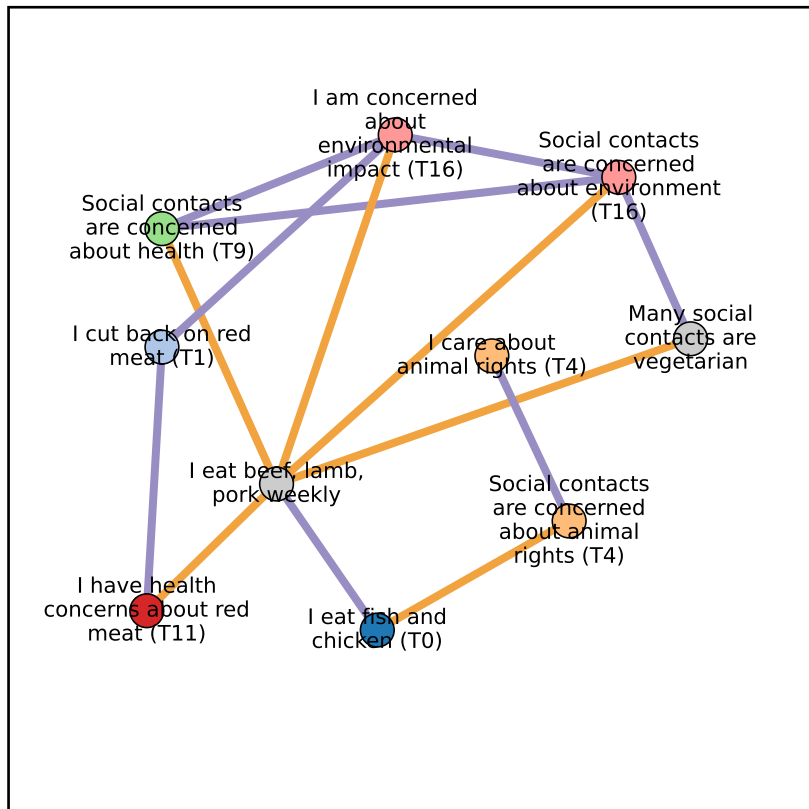 I am concerned
about
environmental
impact (T16)
Social contacts
are concerned
about environment
(T16)
Social contacts
are concerned
about health (T9)
I cut back on red
meat (T1)
I care about
animal rights (T4)
Many social
contacts are
vegetarian
I eat beef, lamb,
pork weekly
Social contacts
are concerned
about animal
rights (T4)
I have health
concerns about red
meat (T11)
I eat fish and
chicken (T0)